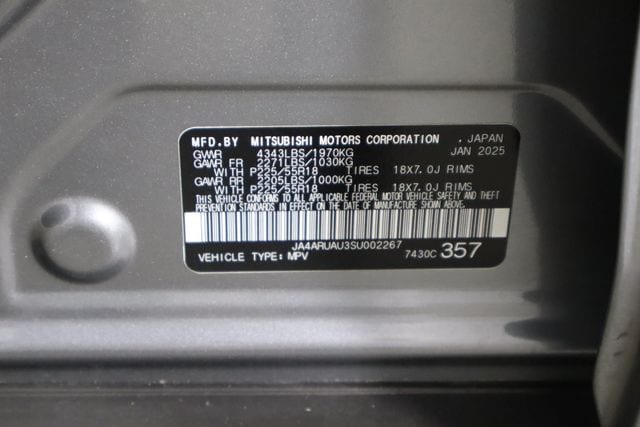 MFD.BY MITSUBISHI MOTORS CORPORATION , JAPAN
GVWR 4343LBS/1970KG JAN 2025
GAWR FR 2271LBS/1030KG
WITH P225/55R18 TIRES 18X7.0J RIMS
GAWR RR 2205LBS/1000KG
WITH P225/55R18 TIRES 18X7.0J RIMS
THIS VEHICLE CONFORMS TO ALL APPLICABLE FEDERAL MOTOR VEHICLE SAFETY AND THEFT
PREVENTION STANDARDS IN EFFECT ON THE DATE OF MANUFACTURE SHOWN ABOVE.
JA4ARUAU3SU002267
VEHICLE TYPE: MPV 7430C 357